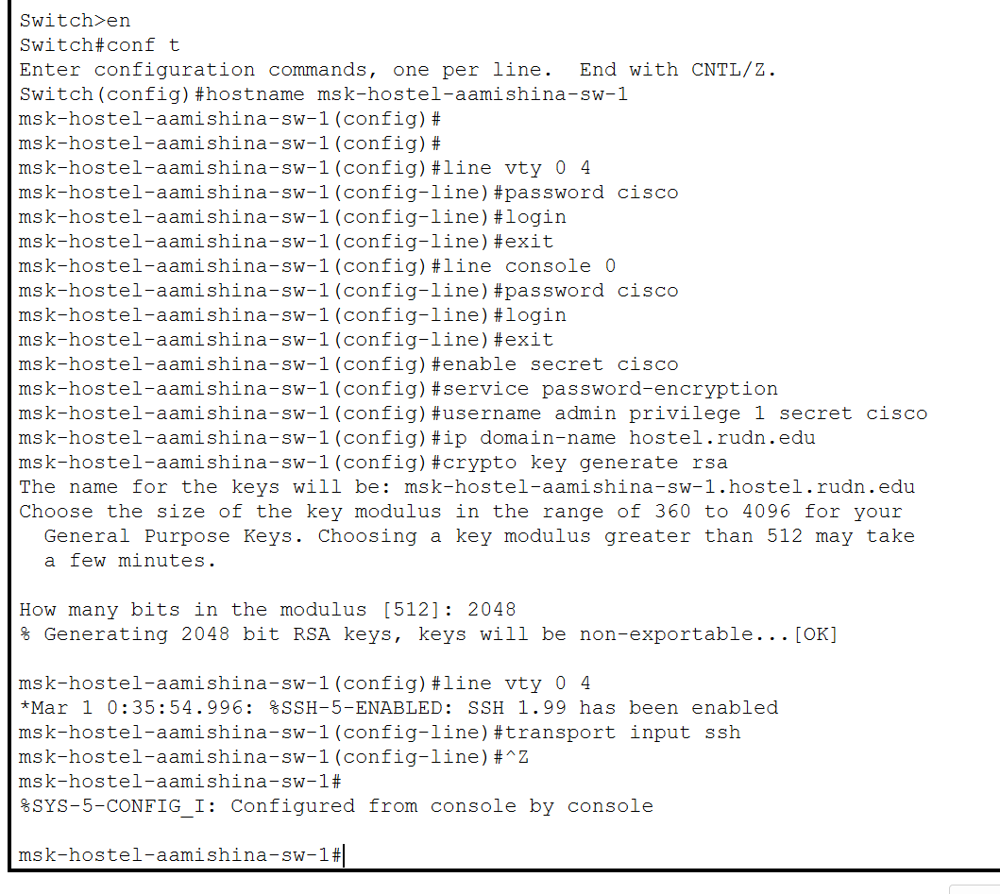 Switch>en
Switch#conf t
Enter configuration commands, one per line.  End with CNTL/Z.
Switch(config)#hostname msk-hostel-aamishina-sw-1
msk-hostel-aamishina-sw-1(config)#
msk-hostel-aamishina-sw-1(config)#
msk-hostel-aamishina-sw-1(config)#line vty 0 4
msk-hostel-aamishina-sw-1(config-line)#password cisco
msk-hostel-aamishina-sw-1(config-line)#login
msk-hostel-aamishina-sw-1(config-line)#exit
msk-hostel-aamishina-sw-1(config)#line console 0
msk-hostel-aamishina-sw-1(config-line)#password cisco
msk-hostel-aamishina-sw-1(config-line)#login
msk-hostel-aamishina-sw-1(config-line)#exit
msk-hostel-aamishina-sw-1(config)#enable secret cisco
msk-hostel-aamishina-sw-1(config)#service password-encryption
msk-hostel-aamishina-sw-1(config)#username admin privilege 1 secret cisco
msk-hostel-aamishina-sw-1(config)#ip domain-name hostel.rudn.edu
msk-hostel-aamishina-sw-1(config)#crypto key generate rsa
The name for the keys will be: msk-hostel-aamishina-sw-1.hostel.rudn.edu
Choose the size of the key modulus in the range of 360 to 4096 for your
  General Purpose Keys. Choosing a key modulus greater than 512 may take
  a few minutes.

How many bits in the modulus [512]: 2048
% Generating 2048 bit RSA keys, keys will be non-exportable...[OK]

msk-hostel-aamishina-sw-1(config)#line vty 0 4
*Mar 1 0:35:54.996: %SSH-5-ENABLED: SSH 1.99 has been enabled
msk-hostel-aamishina-sw-1(config-line)#transport input ssh
msk-hostel-aamishina-sw-1(config-line)#^Z
msk-hostel-aamishina-sw-1#
%SYS-5-CONFIG_I: Configured from console by console

msk-hostel-aamishina-sw-1#